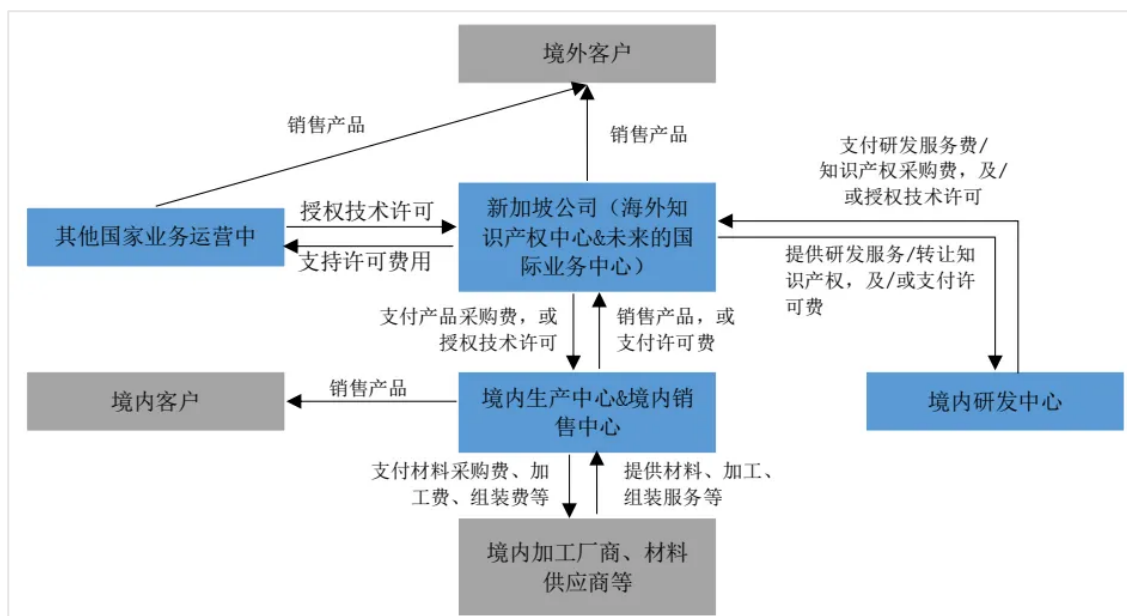 境外客户
销售产品
销售产品
支付研发服务费/
知识产权采购费，及/
或授权技术许可
其他国家业务运营中
授权技术许可
支持许可费用
新加坡公司（海外知
识产权中心&未来的国
际业务中心）
提供研发服务/转让知
识产权，及/或支付许
可费
支付产品采购费，或
授权技术许可
销售产品，或
支付许可费
境内客户
销售产品
境内生产中心&境内销
售中心
境内研发中心
支付材料采购费、加
工费、组装费等
提供材料、加工、
组装服务等
境内加工厂商、材料
供应商等